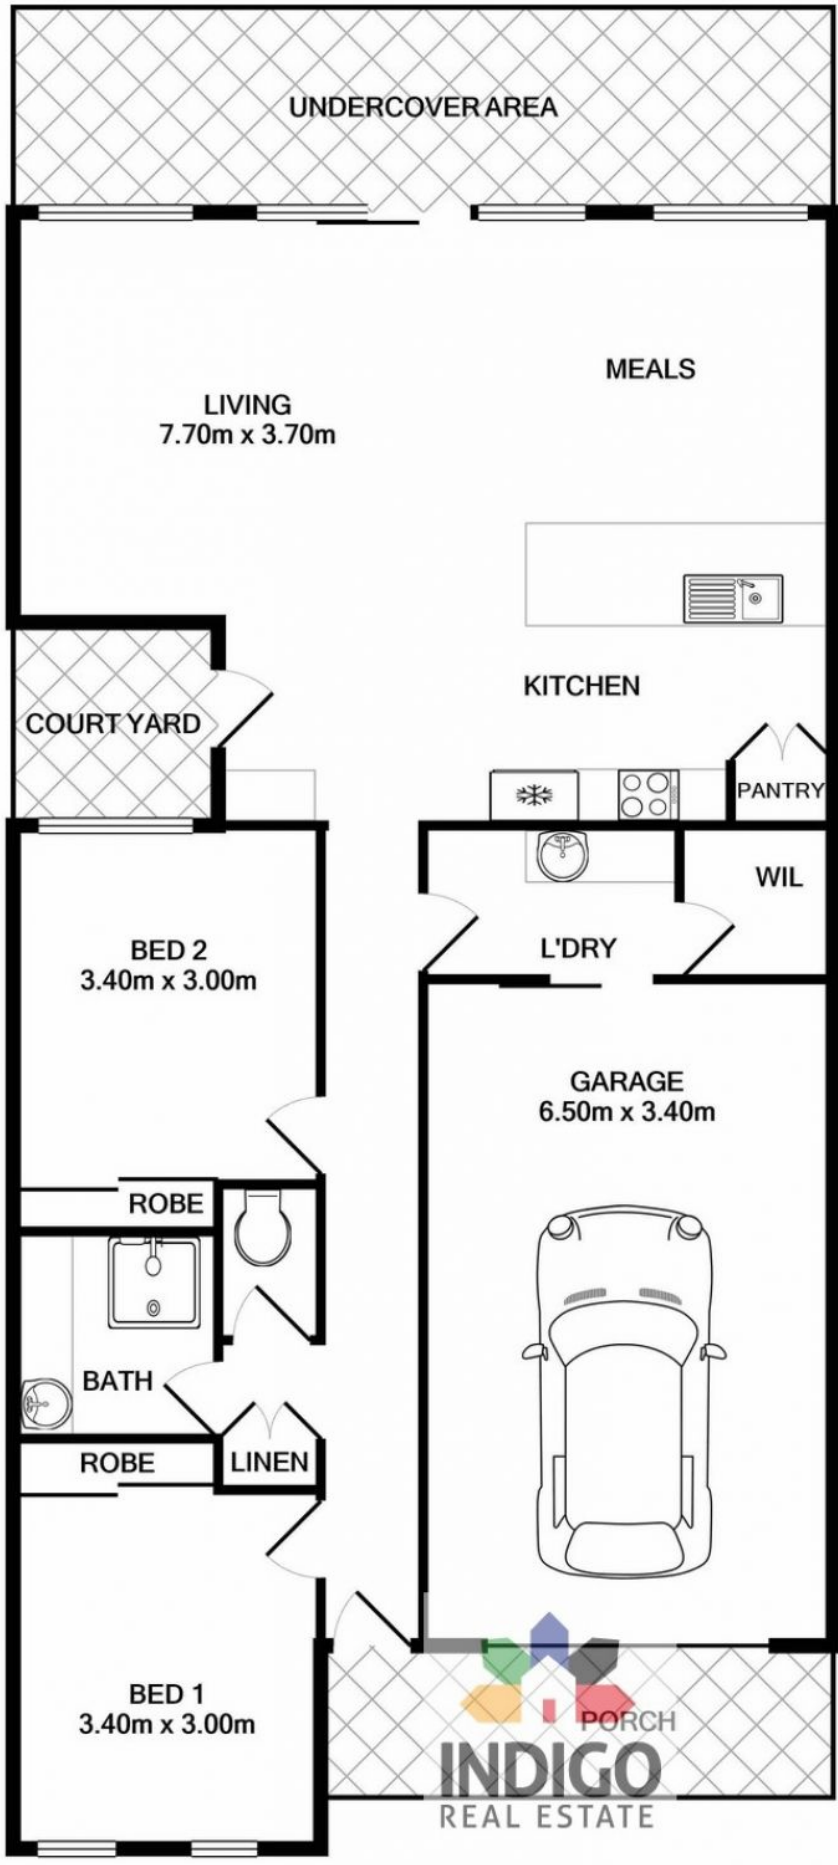 UNDERCOVER AREA
MEALS
LIVING
7.70m x 3.70m
KITCHEN
COURT YARD
PANTRY
WIL
L'DRY
BED 2
3.40m x 3.00m
GARAGE
6.50m x 3.40m
ROBE
BATH
ROBE
LINEN
BED 1
3.40m x 3.00m
PORCH
INDIGO
REAL ESTATE